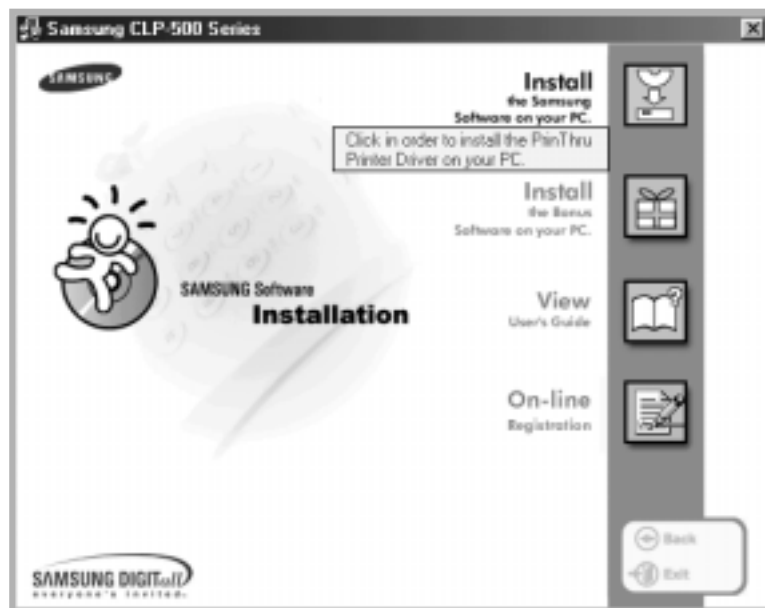 Samsung CLP-500 Series
SAMSUNG
Install
the Samsung
Software on your PC.
Click in order to install the PrinThru
Printer Driver on your PC.
Install
the Bonus
Software on your PC.
SAMSUNG Software
Installation
View
User's Guide
On-line
Registration
Back
Exit
SAMSUNG DIGITall
everyone's invited.